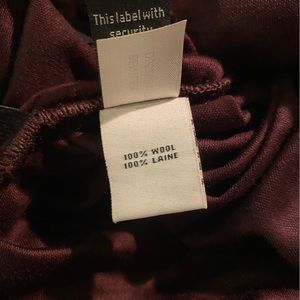 This label with
security
100% WOOL
100% LAINE